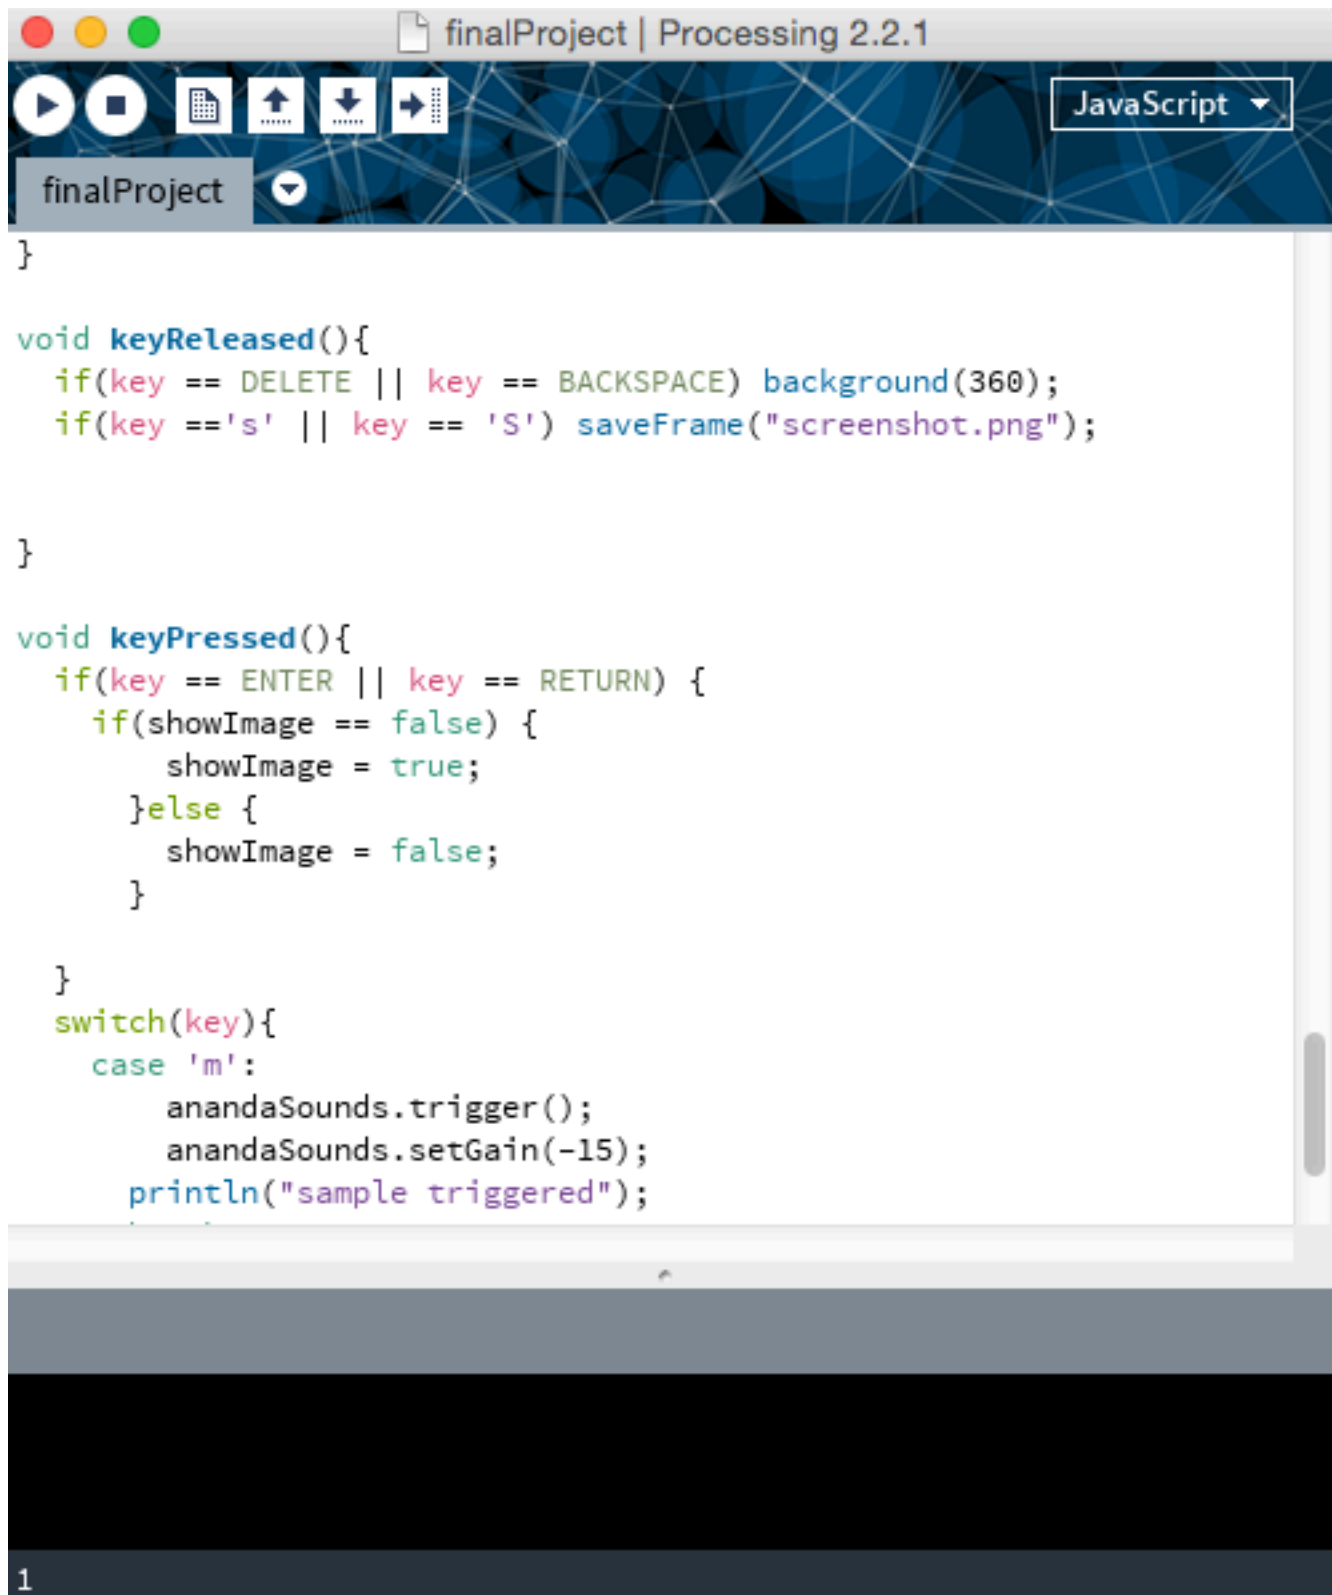 finalProject | Processing 2.2.1
JavaScript
finalProject
}
void keyReleased(){
  if(key == DELETE || key == BACKSPACE) background(360);
  if(key =='s' || key == 'S') saveFrame("screenshot.png");
}
void keyPressed(){
  if(key == ENTER || key == RETURN) {
    if(showImage == false) {
        showImage = true;
      }else {
        showImage = false;
      }
  }
  switch(key){
    case 'm':
        anandaSounds.trigger();
        anandaSounds.setGain(-15);
      println("sample triggered");
1